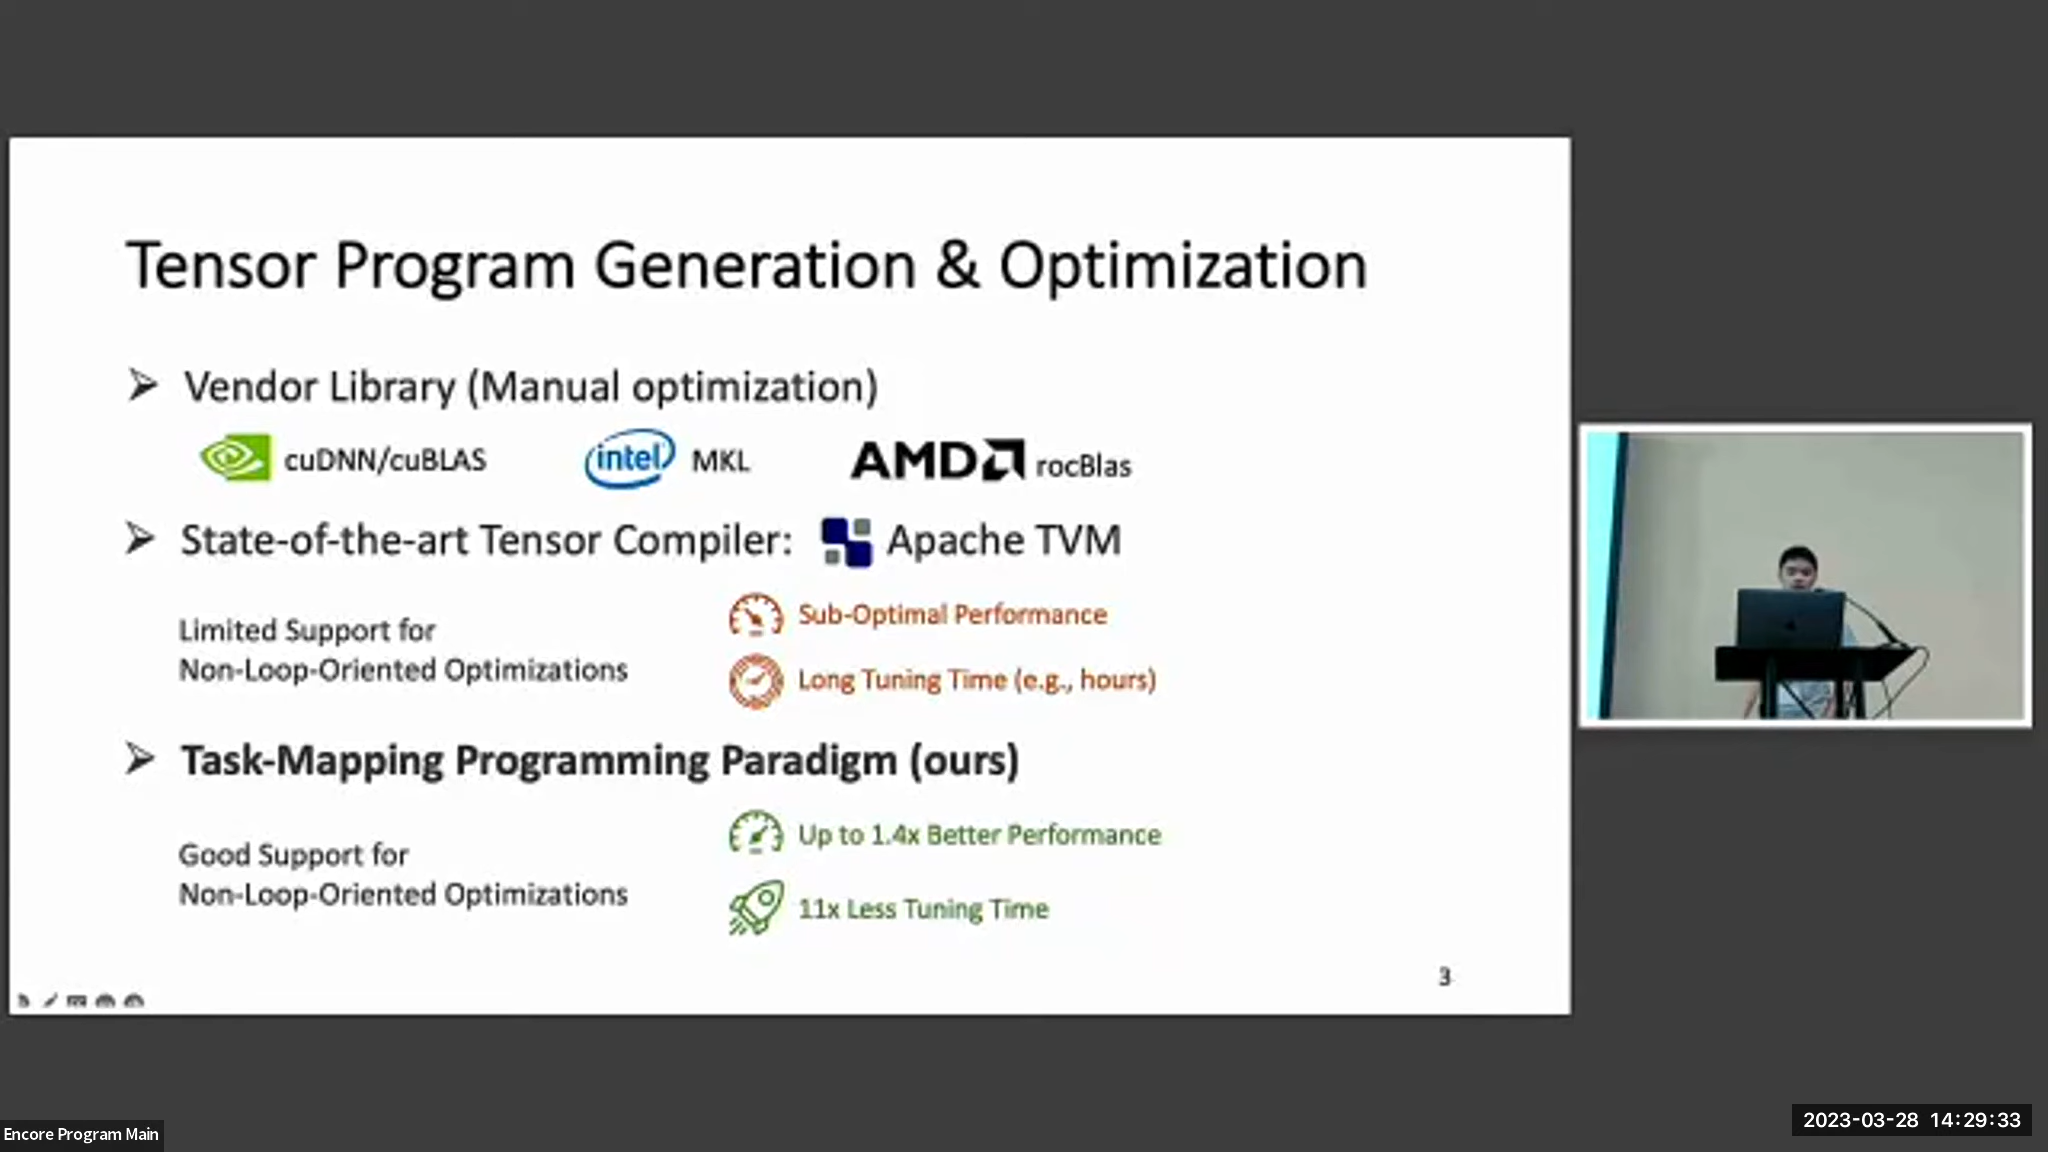 Tensor Program Generation & Optimization
Vendor Library (Manual optimization)
cuDNN/cuBLAS
intel MKL
AMD rocBlas
State-of-the-art Tensor Compiler: Apache TVM
Limited Support for
Non-Loop-Oriented Optimizations
Sub-Optimal Performance
Long Tuning Time (e.g., hours)
Task-Mapping Programming Paradigm (ours)
Good Support for
Non-Loop-Oriented Optimizations
Up to 1.4x Better Performance
11x Less Tuning Time
3
Encore Program Main
2023-03-28 14:29:33